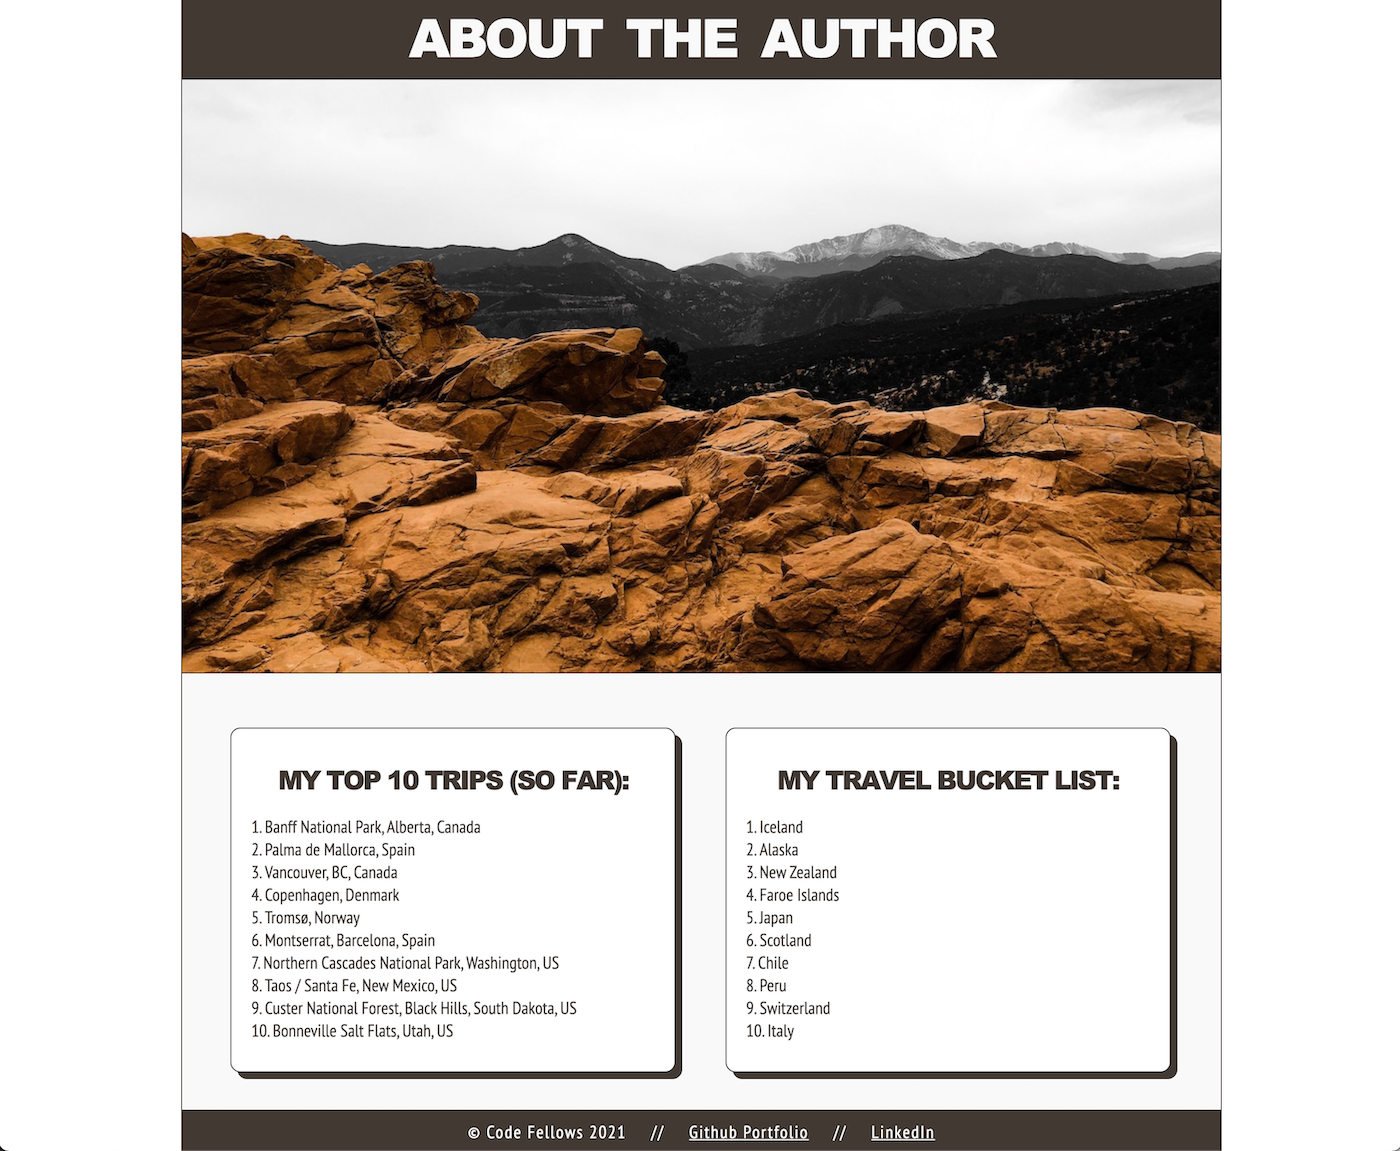 ABOUT THE AUTHOR
MY TOP 10 TRIPS (SO FAR):
1. Banff National Park, Alberta, Canada
2. Palma de Mallorca, Spain
3. Vancouver, BC, Canada
4. Copenhagen, Denmark
5. Tromsø, Norway
6. Montserrat, Barcelona, Spain
7. Northern Cascades National Park, Washington, US
8. Taos / Santa Fe, New Mexico, US
9. Custer National Forest, Black Hills, South Dakota, US
10. Bonneville Salt Flats, Utah, US
MY TRAVEL BUCKET LIST:
1. Iceland
2. Alaska
3. New Zealand
4. Faroe Islands
5. Japan
6. Scotland
7. Chile
8. Peru
9. Switzerland
10. Italy
© Code Fellows 2021 // Github Portfolio // LinkedIn